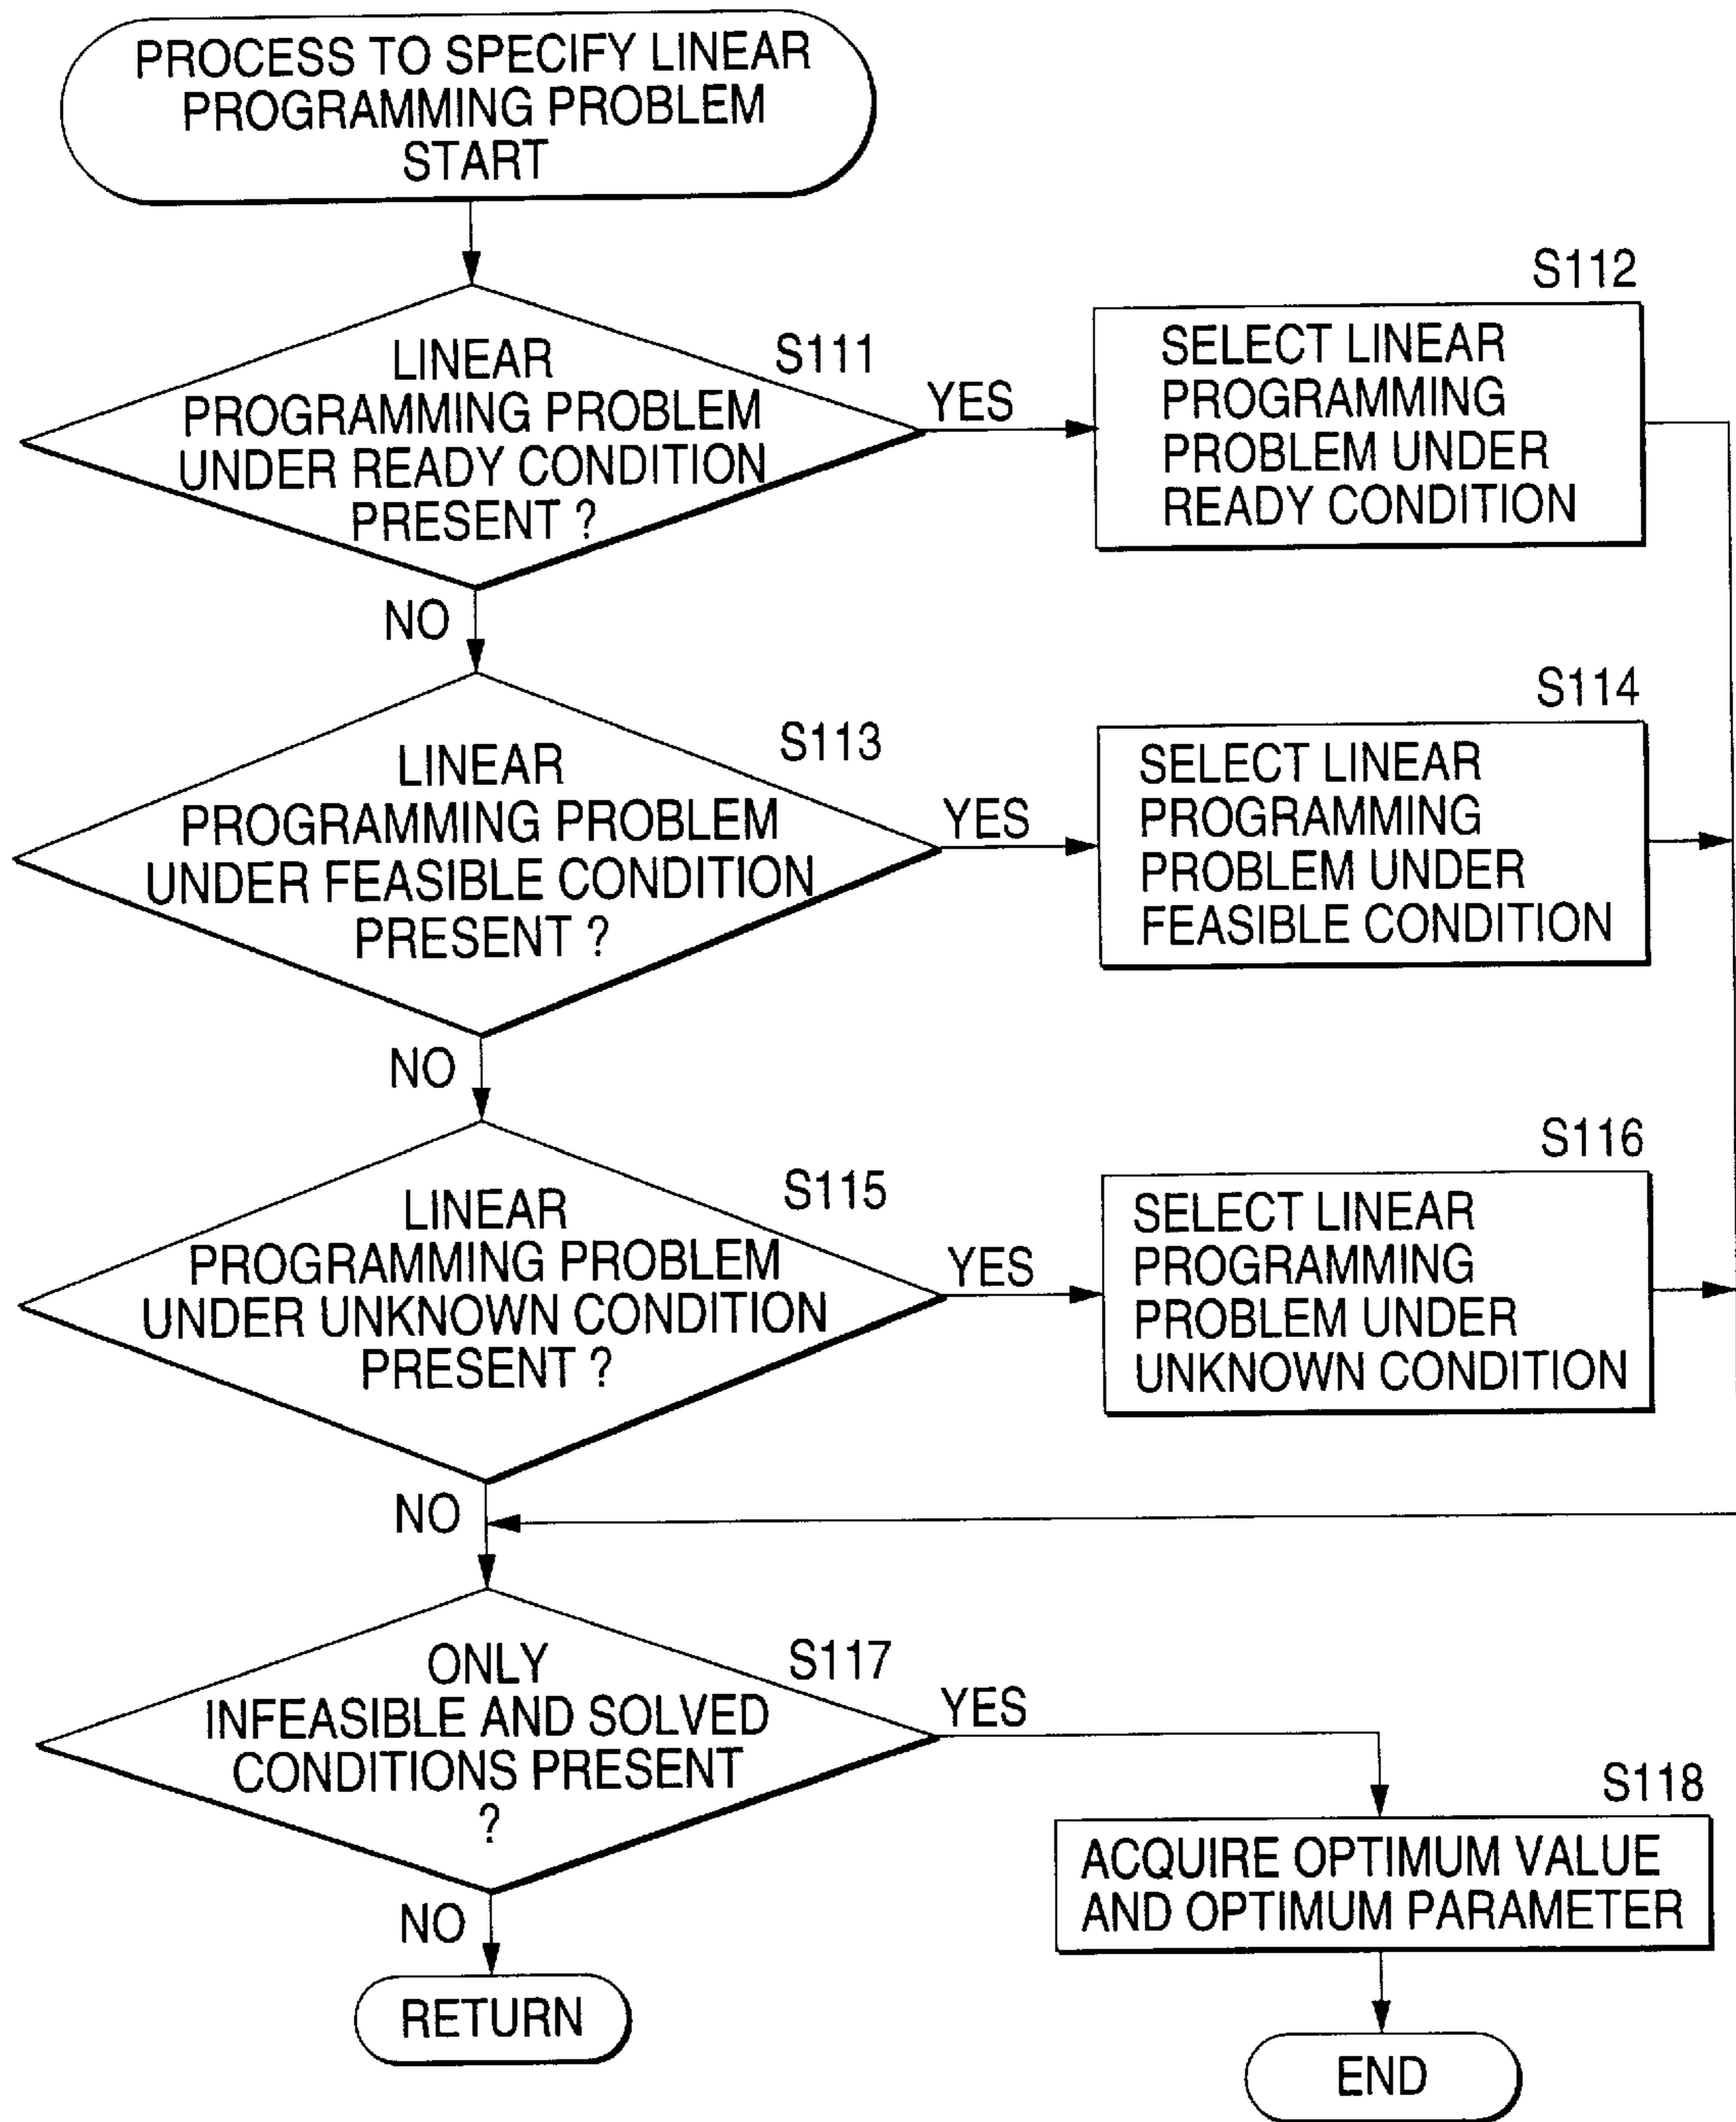 PROCESS TO SPECIFY LINEAR
PROGRAMMING PROBLEM
START
S111
LINEAR
PROGRAMMING PROBLEM
UNDER READY CONDITION
PRESENT ?
YES
NO
S112
SELECT LINEAR
PROGRAMMING
PROBLEM UNDER
READY CONDITION
S113
LINEAR
PROGRAMMING PROBLEM
UNDER FEASIBLE CONDITION
PRESENT ?
YES
NO
S114
SELECT LINEAR
PROGRAMMING
PROBLEM UNDER
FEASIBLE CONDITION
S115
LINEAR
PROGRAMMING PROBLEM
UNDER UNKNOWN CONDITION
PRESENT ?
YES
NO
S116
SELECT LINEAR
PROGRAMMING
PROBLEM UNDER
UNKNOWN CONDITION
S117
ONLY
INFEASIBLE AND SOLVED
CONDITIONS PRESENT
?
YES
NO
RETURN
S118
ACQUIRE OPTIMUM VALUE
AND OPTIMUM PARAMETER
END